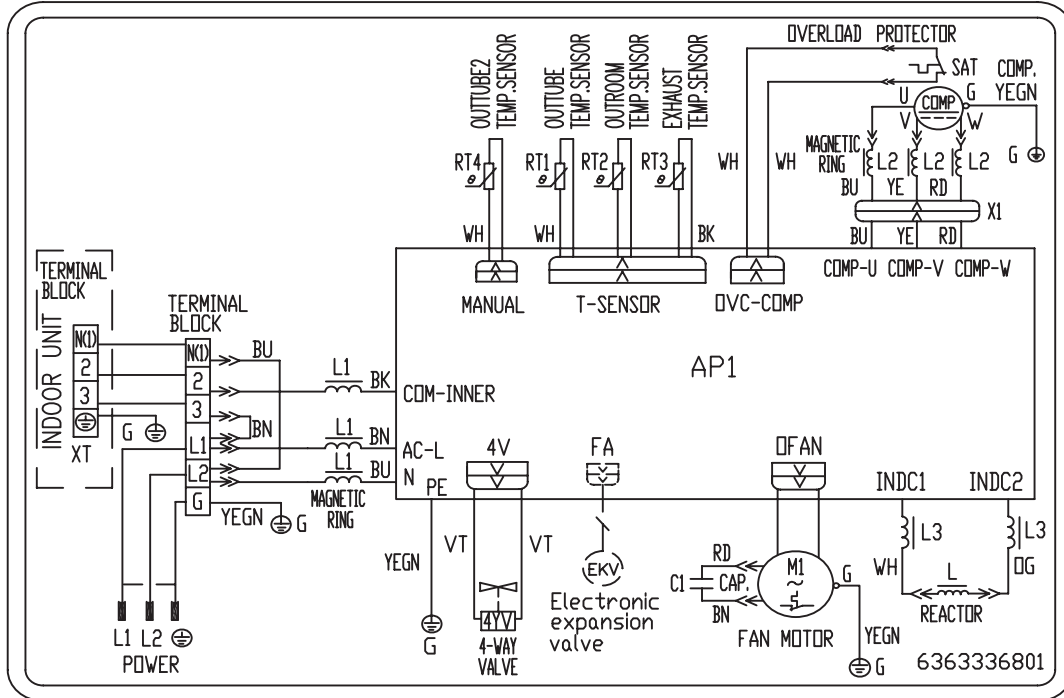 OVERLOAD PROTECTOR
OUTTUBE2
TEMP.SENSOR
OUTTUBE
TEMP.SENSOR
OUTROOM
TEMP.SENSOR
EXHAUST
TEMP.SENSOR
SAT
COMP.
YEGN
U
V
W
G
COMP
RT4
θ
RT1
θ
RT2
θ
RT3
θ
WH
WH
MAGNETIC
RING
L2
L2
L2
G
BU
YE
RD
X1
WH
WH
BK
BU
YE
RD
MANUAL
T-SENSOR
OVC-COMP
COMP-U
COMP-V
COMP-W
TERMINAL
BLOCK
INDOOR UNIT
N(1)
2
3
XT
G
TERMINAL
BLOCK
N(1)
2
3
L1
L2
G
BU
BN
YEGN
G
L1
BK
L1
BN
L1
BU
MAGNETIC
RING
COM-INNER
AP1
AC-L
N
PE
4V
FA
OFAN
INDC1
INDC2
YEGN
G
VT
VT
4YV
4-WAY
VALVE
EKV
Electronic
expansion
valve
RD
C1
CAP.
BN
M1
~
G
FAN MOTOR
YEGN
G
L3
L3
WH
OG
L
REACTOR
L1 L2
POWER
6363336801